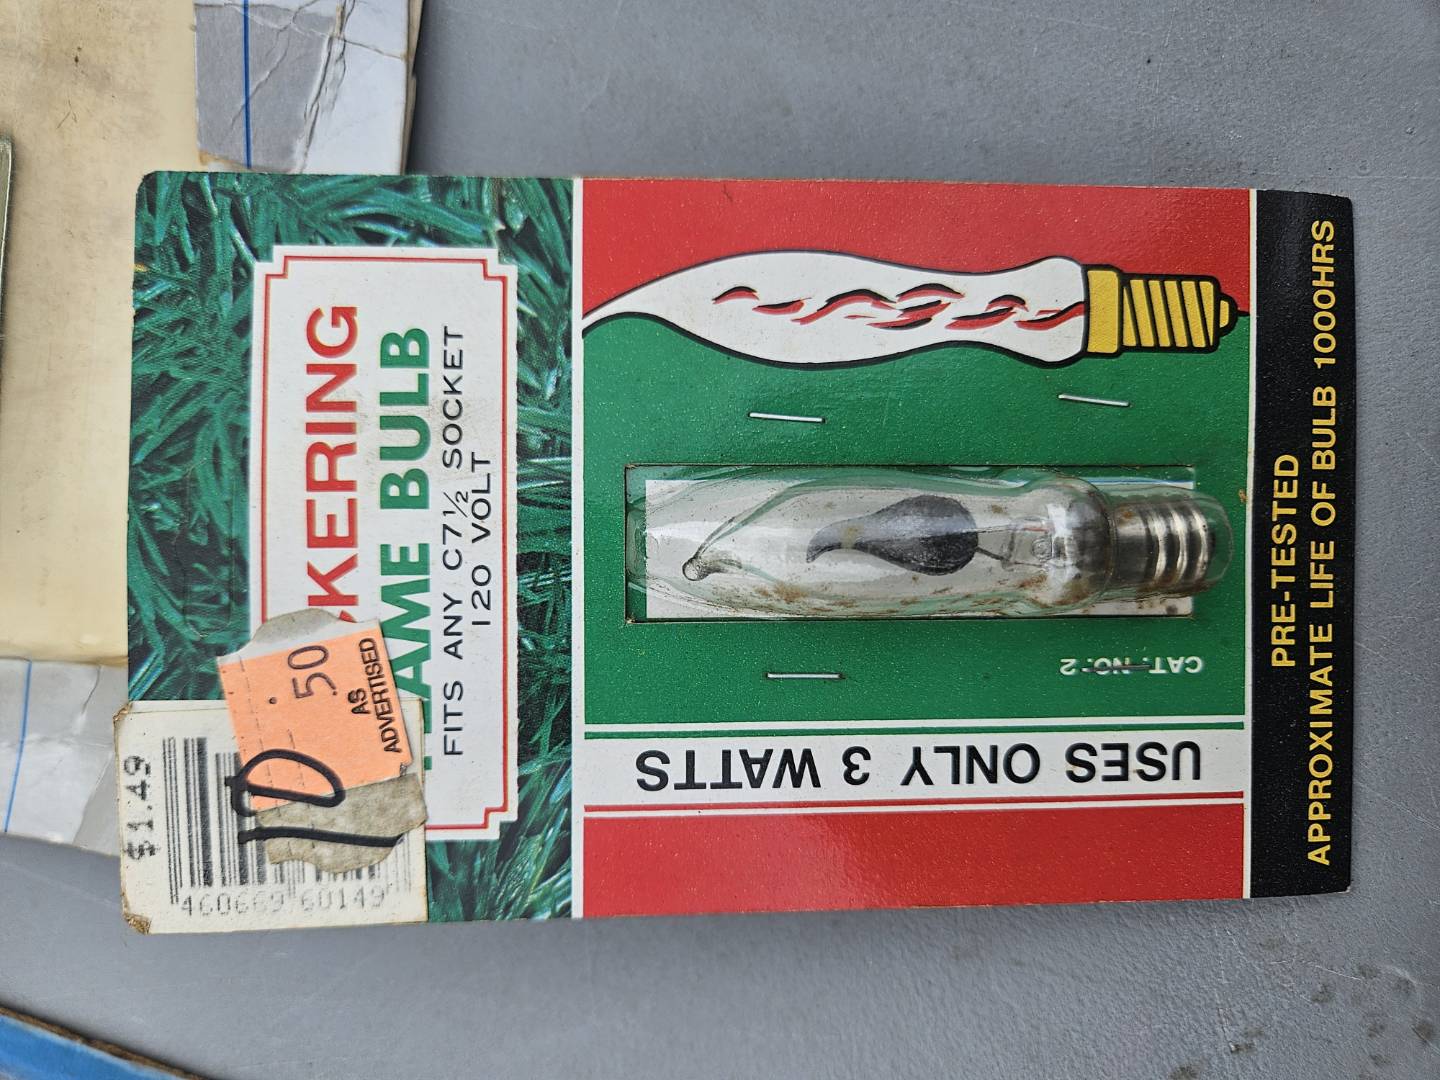 KERING
LAME BULB
FITS ANY C7½ SOCKET
120 VOLT
.50
AS
ADVERTISED
$1.49
10
460669 60149
CAT. NO. 2
USES ONLY 3 WATTS
PRE-TESTED
APPROXIMATE LIFE OF BULB 1000HRS